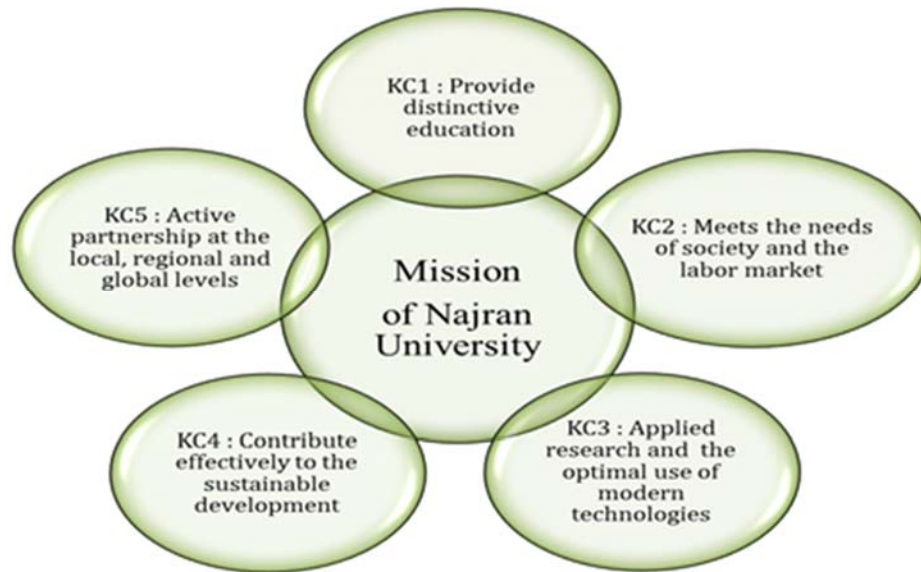 KC1 : Provide
distinctive
education
KC5 : Active
partnership at the
local, regional and
global levels
KC2 : Meets the needs
of society and the
labor market
Mission
of Najran
University
KC4 : Contribute
effectively to the
sustainable
development
KC3 : Applied
research and the
optimal use of
modern
technologies